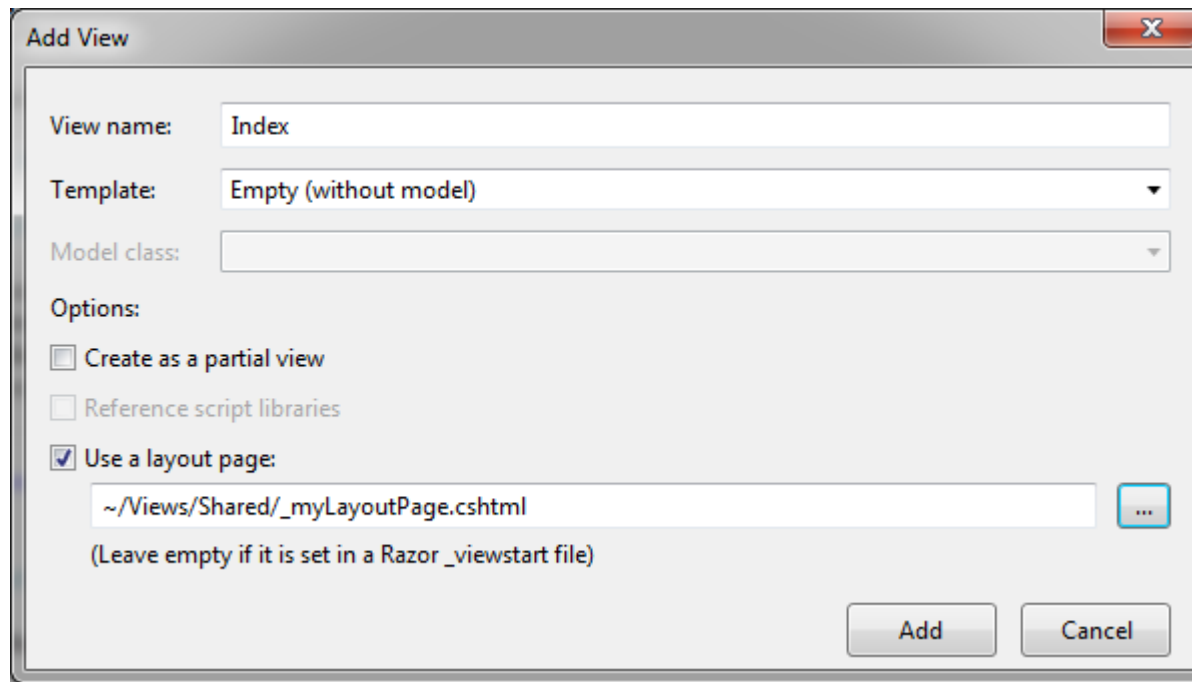 Add View
View name: Index
Template: Empty (without model)
Model class:
Options:
Create as a partial view
Reference script libraries
Use a layout page:
~/Views/Shared/_myLayoutPage.cshtml ...
(Leave empty if it is set in a Razor _viewstart file)
Add Cancel